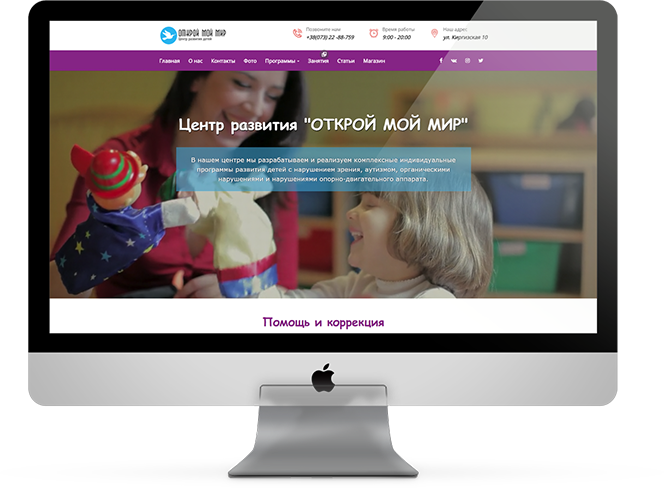 ОТКРОЙ МОЙ МИР
Центр развития детей
Позвоните нам
+38(073) 22 -88-759
Время работы
9:00 - 20:00
Наш адрес
ул. Киргизская 10
Главная О нас Контакты Фото Программы Занятия Статьи Магазин
Центр развития "ОТКРОЙ МОЙ МИР"
В нашем центре мы разрабатываем и реализуем комплексные индивидуальные
программы развития детей с нарушением зрения, аутизмом, органическими
нарушениями и нарушениями опорно-двигательного аппарата.
Помощь и коррекция